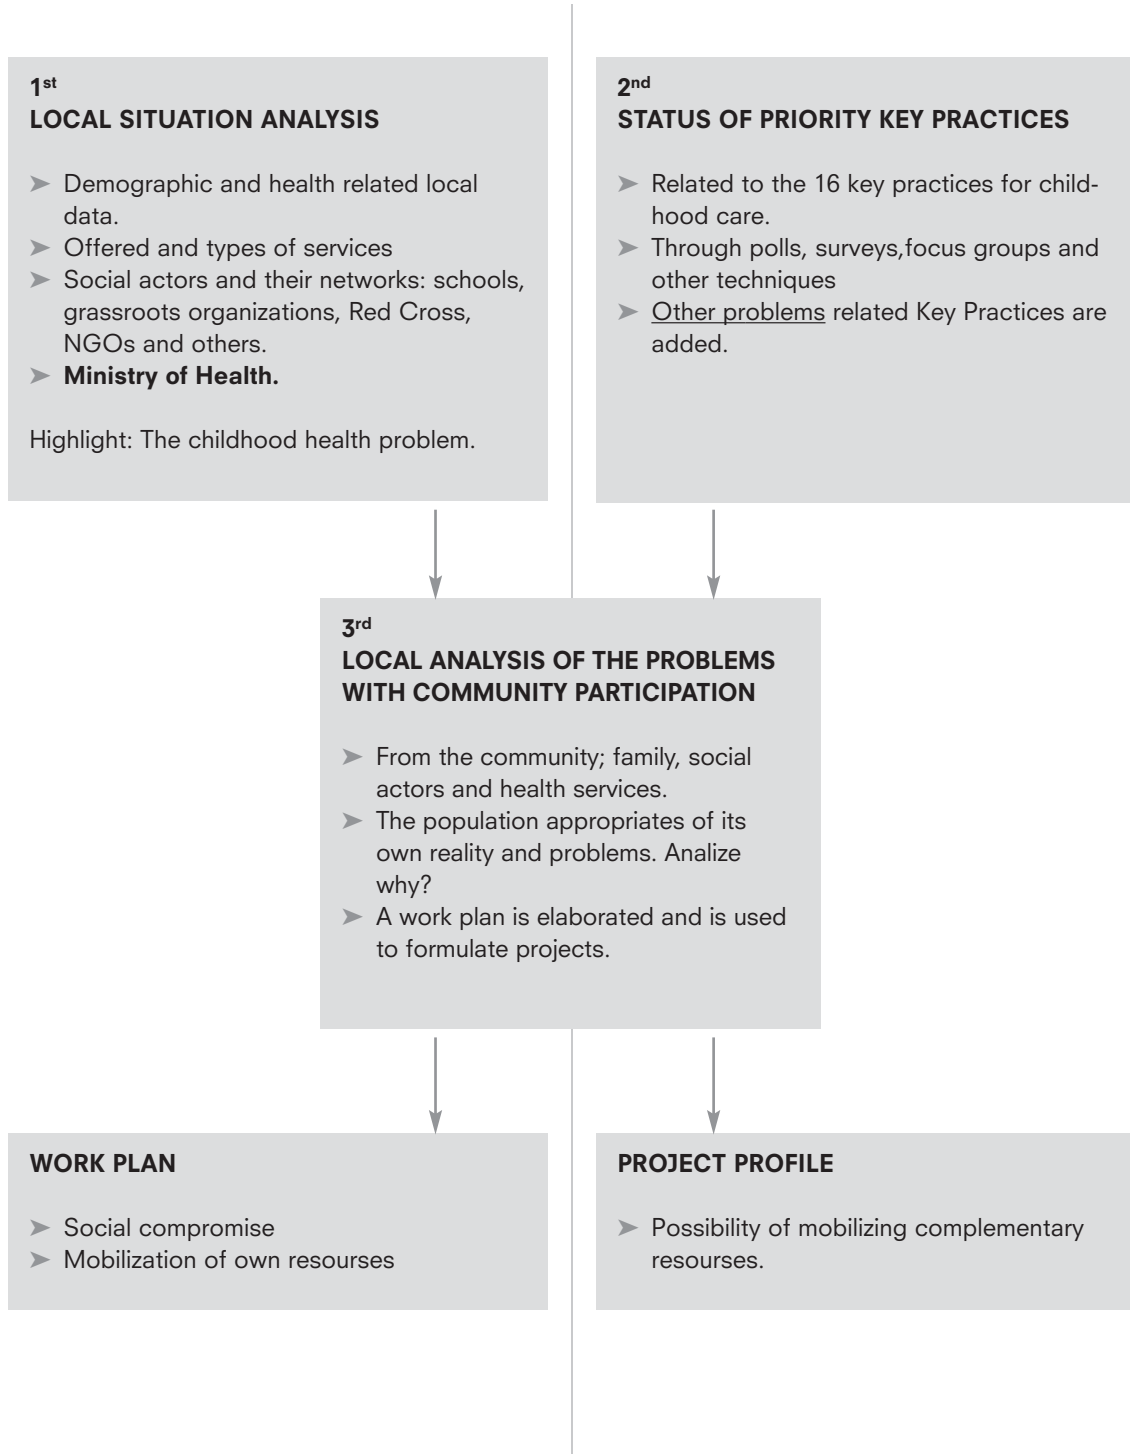 1st
LOCAL SITUATION ANALYSIS
➤ Demographic and health related local
data.
➤ Offered and types of services
➤ Social actors and their networks: schools,
grassroots organizations, Red Cross,
NGOs and others.
➤ Ministry of Health.
Highlight: The childhood health problem.
2nd
STATUS OF PRIORITY KEY PRACTICES
➤ Related to the 16 key practices for child-
hood care.
➤ Through polls, surveys,focus groups and
other techniques
➤ Other problems related Key Practices are
added.
3rd
LOCAL ANALYSIS OF THE PROBLEMS
WITH COMMUNITY PARTICIPATION
➤ From the community; family, social
actors and health services.
➤ The population appropriates of its
own reality and problems. Analize
why?
➤ A work plan is elaborated and is used
to formulate projects.
WORK PLAN
➤ Social compromise
➤ Mobilization of own resourses
PROJECT PROFILE
➤ Possibility of mobilizing complementary
resourses.